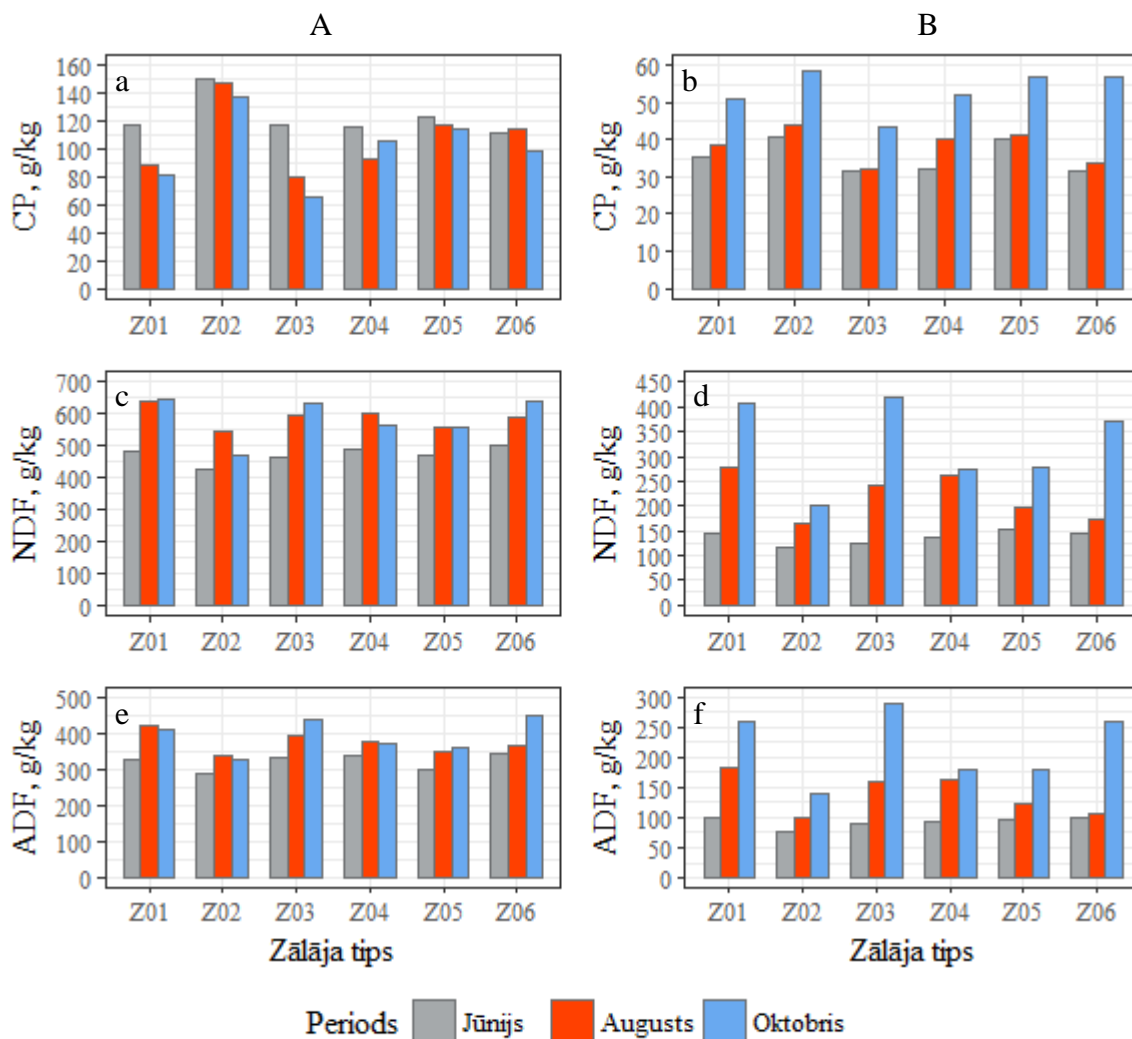 A B
a
CP, g/kg
160
140
120
100
80
60
40
20
0
Z01 Z02 Z03 Z04 Z05 Z06
b
CP, g/kg
60
50
40
30
20
10
0
Z01 Z02 Z03 Z04 Z05 Z06
c
NDF, g/kg
700
600
500
400
300
200
100
0
Z01 Z02 Z03 Z04 Z05 Z06
d
NDF, g/kg
450
400
350
300
250
200
150
100
50
0
Z01 Z02 Z03 Z04 Z05 Z06
e
ADF, g/kg
500
400
300
200
100
0
Z01 Z02 Z03 Z04 Z05 Z06
Zālāja tips
f
ADF, g/kg
300
250
200
150
100
50
0
Z01 Z02 Z03 Z04 Z05 Z06
Zālāja tips
Periods Jūnijs Augusts Oktobris